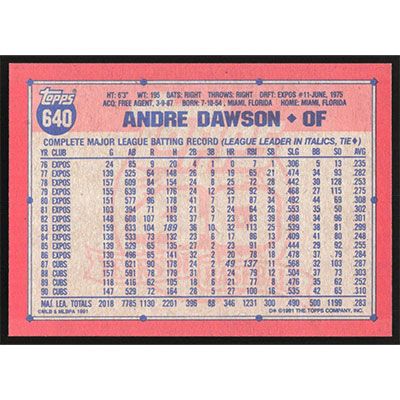 Topps
640
HT: 6'3" WT: 195 BATS: RIGHT THROWS: RIGHT DRFT: EXPOS #11-JUNE, 1975
ACQ: FREE AGENT, 3-9-87 BORN: 7-10-54, MIAMI, FLORIDA HOME: MIAMI, FLORIDA
ANDRE DAWSON ◆ OF
COMPLETE MAJOR LEAGUE BATTING RECORD (LEAGUE LEADER IN ITALICS, TIE♦)
YR CLUB G AB R H 2B 3B HR RBI SB SLG BB SO AVG
76 EXPOS 24 85 9 20 4 1 0 7 1 .306 5 13 .235
77 EXPOS 139 525 64 148 26 9 19 65 21 .474 34 93 .282
78 EXPOS 157 609 84 154 24 8 25 72 28 .442 30 128 .253
79 EXPOS 155 639 90 176 24 12 25 92 35 .468 27 115 .275
80 EXPOS 151 577 96 178 41 7 17 87 34 .492 44 69 .308
81 EXPOS 103 394 71 119 21 3 24 64 26 .553 35 50 .302
82 EXPOS 148 608 107 183 37 7 23 83 39 .498 34 96 .301
83 EXPOS 159 633 104 189 36 10 32 113 25 .539 38 81 .299
84 EXPOS 138 533 73 132 23 6 17 86 13 .409 41 80 .248
85 EXPOS 139 529 65 135 27 2 23 91 13 .444 29 92 .255
86 EXPOS 130 496 65 141 32 2 20 78 18 .478 37 79 .284
87 CUBS 153 621 90 178 24 2 49 137 11 .568 32 103 .287
88 CUBS 157 591 78 179 31 8 24 79 12 .504 37 73 .303
89 CUBS 118 416 62 105 18 6 21 77 8 .476 35 62 .252
90 CUBS 147 529 72 164 28 5 27 100 16 .535 42 65 .310
MAJ. LEA. TOTALS 2018 7785 1130 2201 396 88 346 1231 300 .490 500 1199 .283
©MLB & MLBPA 1991 D* ©1991 THE TOPPS COMPANY, INC.